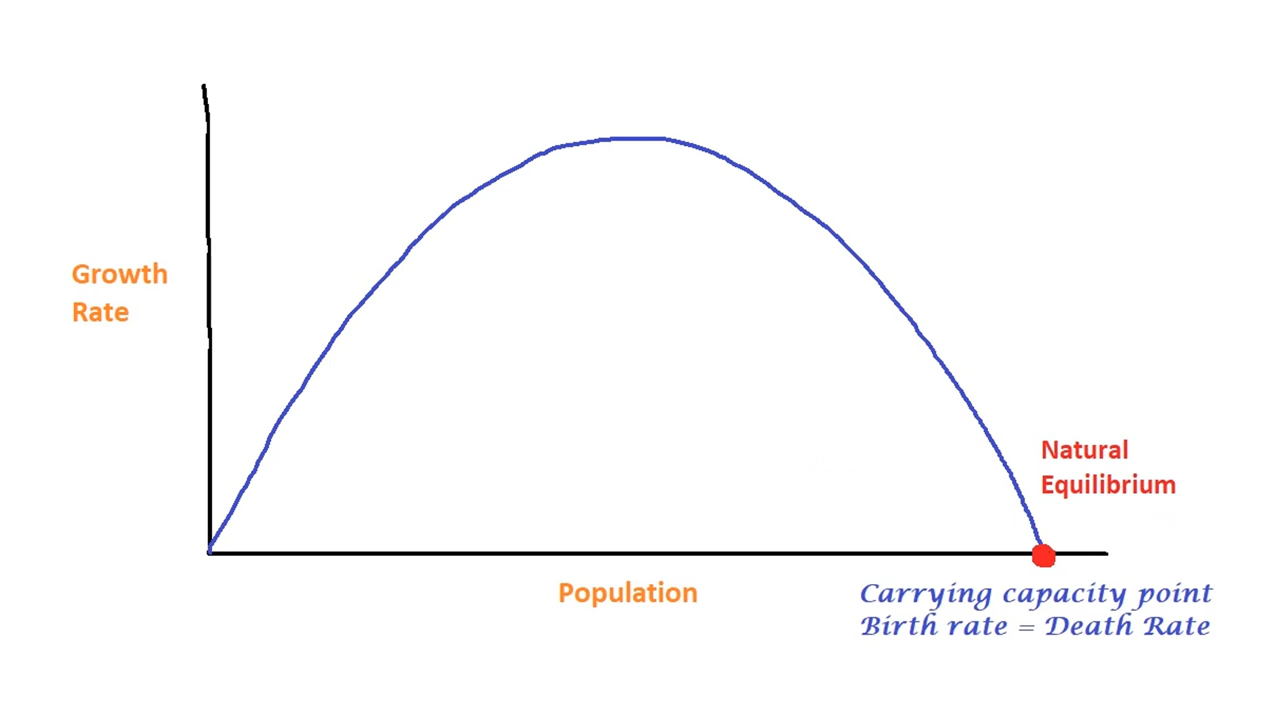 Growth
Rate
Natural
Equilibrium
Population
Carrying capacity point
Birth rate = Death Rate